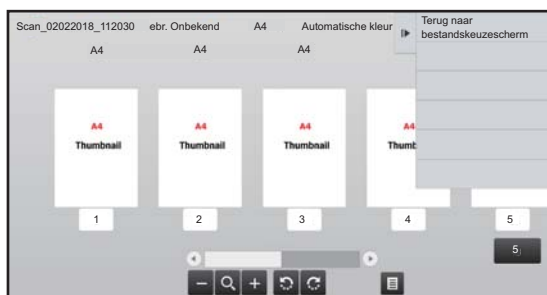 Scan_02022018_112030 ebr. Onbekend A4 Automatische kleur
Terug naar
bestandskeuzescherm
A4 A4 A4
A4 A4 A4 A4
Thumbnail Thumbnail Thumbnail Thumb
1 2 3 4 5
5